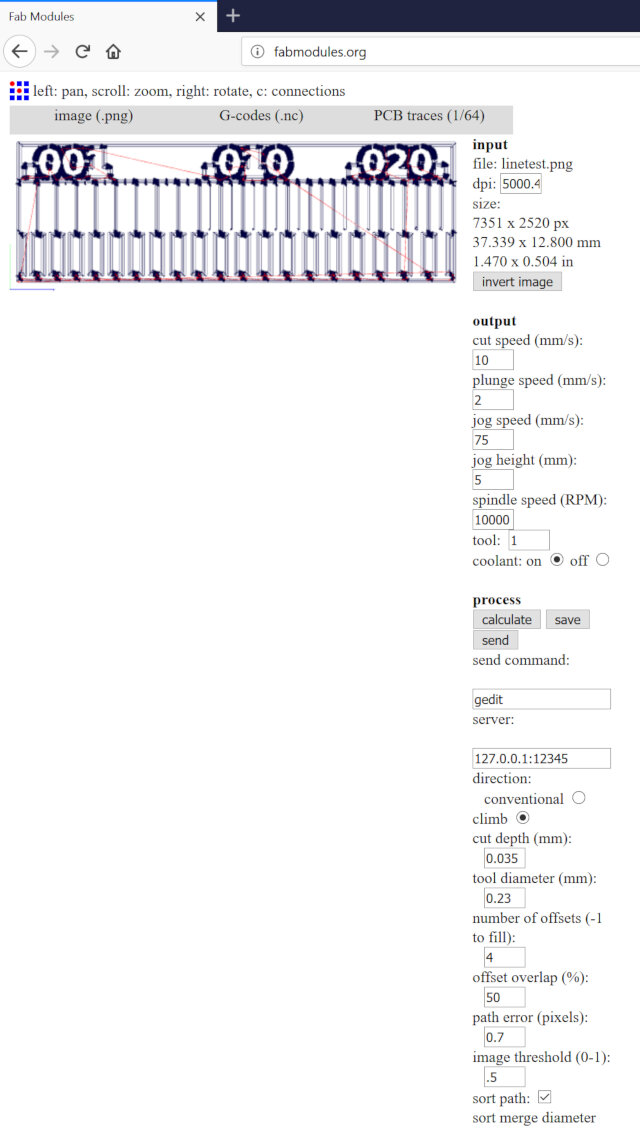 Fab Modules
fabmodules.org
left: pan, scroll: zoom, right: rotate, c: connections
image (.png) G-codes (.nc) PCB traces (1/64)
001 010 020
input
file: linetest.png
dpi: 5000.4
size:
7351 x 2520 px
37.339 x 12.800 mm
1.470 x 0.504 in
invert image
output
cut speed (mm/s):
10
plunge speed (mm/s):
2
jog speed (mm/s):
75
jog height (mm):
5
spindle speed (RPM):
10000
tool: 1
coolant: on off
process
calculate save
send
send command:
gedit
server:
127.0.0.1:12345
direction:
conventional
climb
cut depth (mm):
0.035
tool diameter (mm):
0.23
number of offsets (-1
to fill):
4
offset overlap (%):
50
path error (pixels):
0.7
image threshold (0-1):
.5
sort path:
sort merge diameter